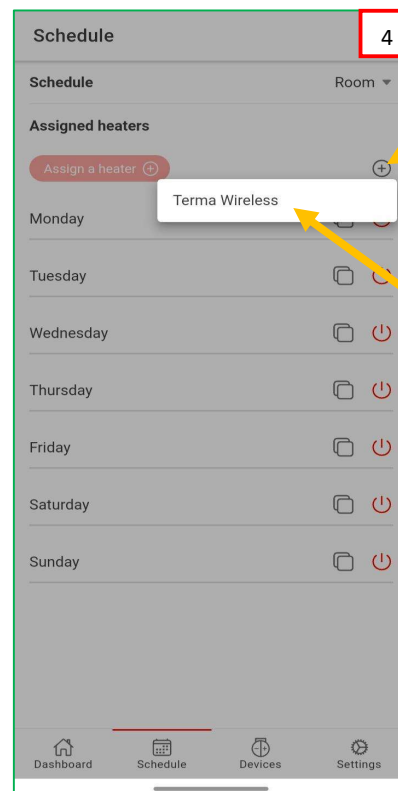 Schedule
4
Schedule Room
Assigned heaters
Assign a heater
Terma Wireless
Monday
Tuesday
Wednesday
Thursday
Friday
Saturday
Sunday
Dashboard Schedule Devices Settings